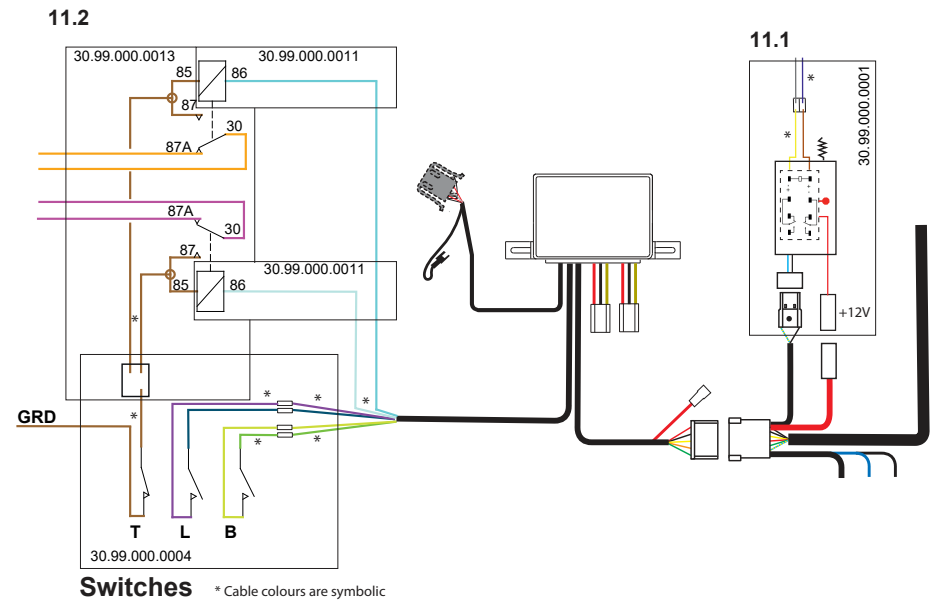 11.2
11.1
30.99.000.0013
30.99.000.0011
85
86
87
30
87A
30.99.000.0001
*
*
87A
30
87
30.99.000.0011
85
86
*
+12V
*
*
*
*
GRD
*
*
T
L
B
30.99.000.0004
Switches
* Cable colours are symbolic